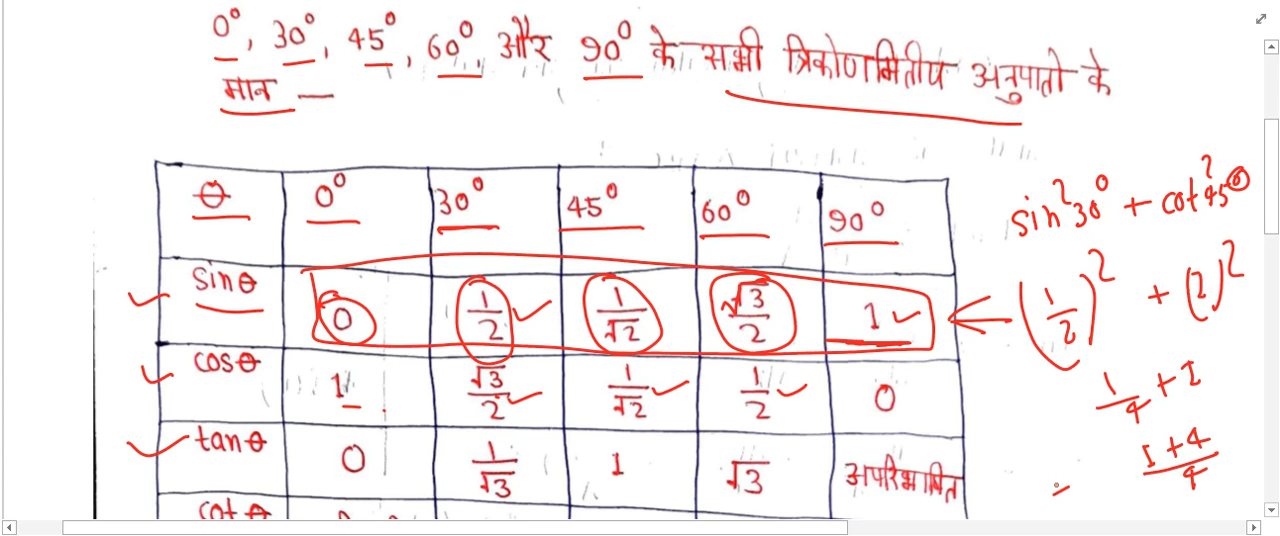 0°, 30°, 45°, 60° और 90° के सभी त्रिकोणमितीय अनुपातो के
मान —
θ 0° 30° 45° 60° 90°
sinθ 0 1/2 1/√2 √3/2 1
cosθ 1 √3/2 1/√2 1/2 0
tanθ 0 1/√3 1 √3 अपरिभाषित
cotθ
sin²30° + cot²45°
(1/2)² + (1)²
1/4 + 1
= 1+4/4